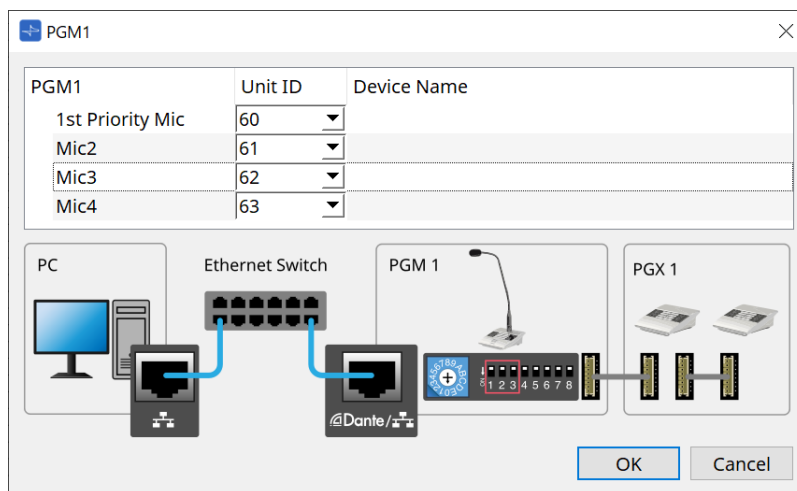 PGM1
PGM1 Unit ID Device Name
1st Priority Mic 60
Mic2 61
Mic3 62
Mic4 63
PC
Ethernet Switch
PGM 1
PGX 1
ON
1 2 3 4 5 6 7 8
Dante/
OK Cancel